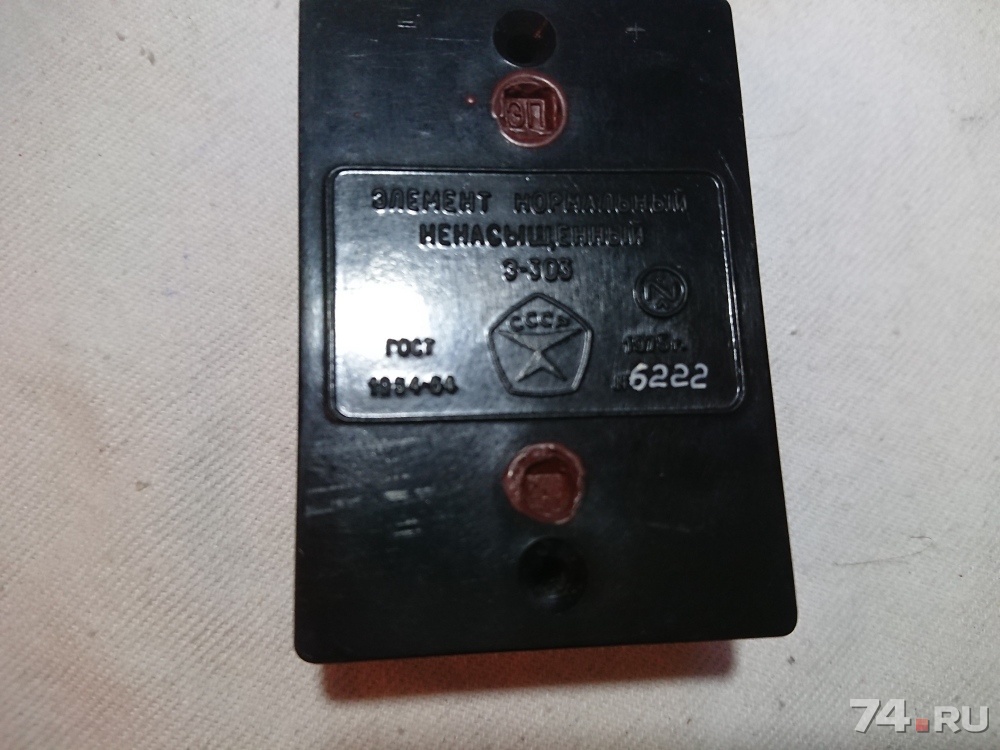 - +
ЭП
ЭЛЕМЕНТ НОРМАЛЬНЫЙ
НЕНАСЫЩЕННЫЙ
Э-303
СССР
ГОСТ
1954-64
№6222
74.RU